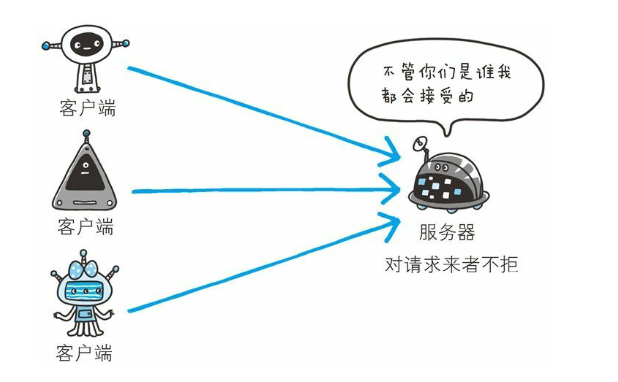 不管你们是谁我
都会接受的
客户端
客户端
服务器
对请求来者不拒
客户端